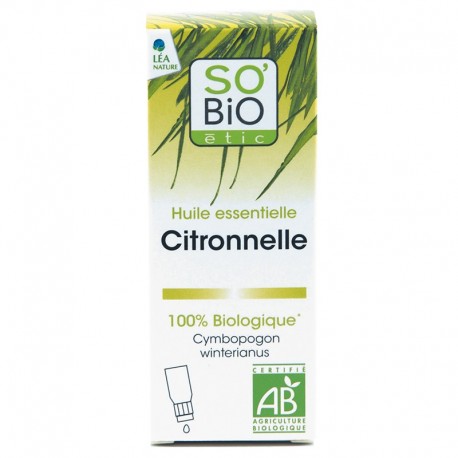 LÉA
NATURE
SO'
BiO
étic
Huile essentielle
Citronnelle
100% Biologique*
Cymbopogon
winterianus
CERTIFIÉ
AB
AGRICULTURE
BIOLOGIQUE